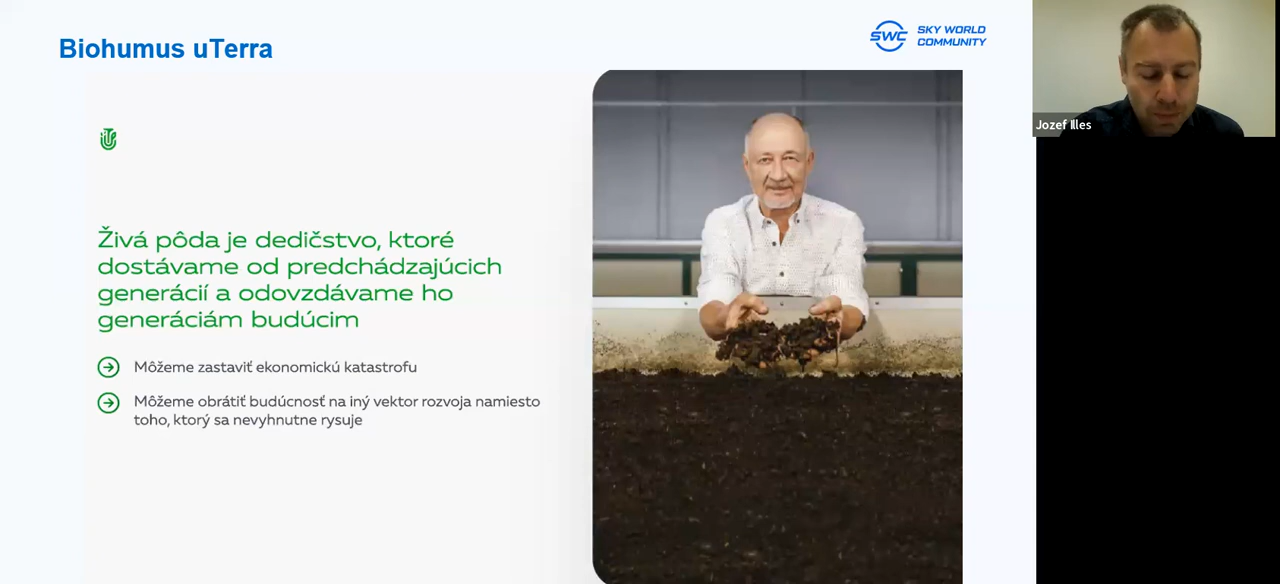 Biohumus uTerra
SWC SKY WORLD
COMMUNITY
Jozef Illes
Živá pôda je dedičstvo, ktoré
dostávame od predchádzajúcich
generácií a odovzdávame ho
generáciám budúcim
Môžeme zastaviť ekonomickú katastrofu
Môžeme obrátiť budúcnosť na iný vektor rozvoja namiesto
toho, ktorý sa nevyhnutne rysuje